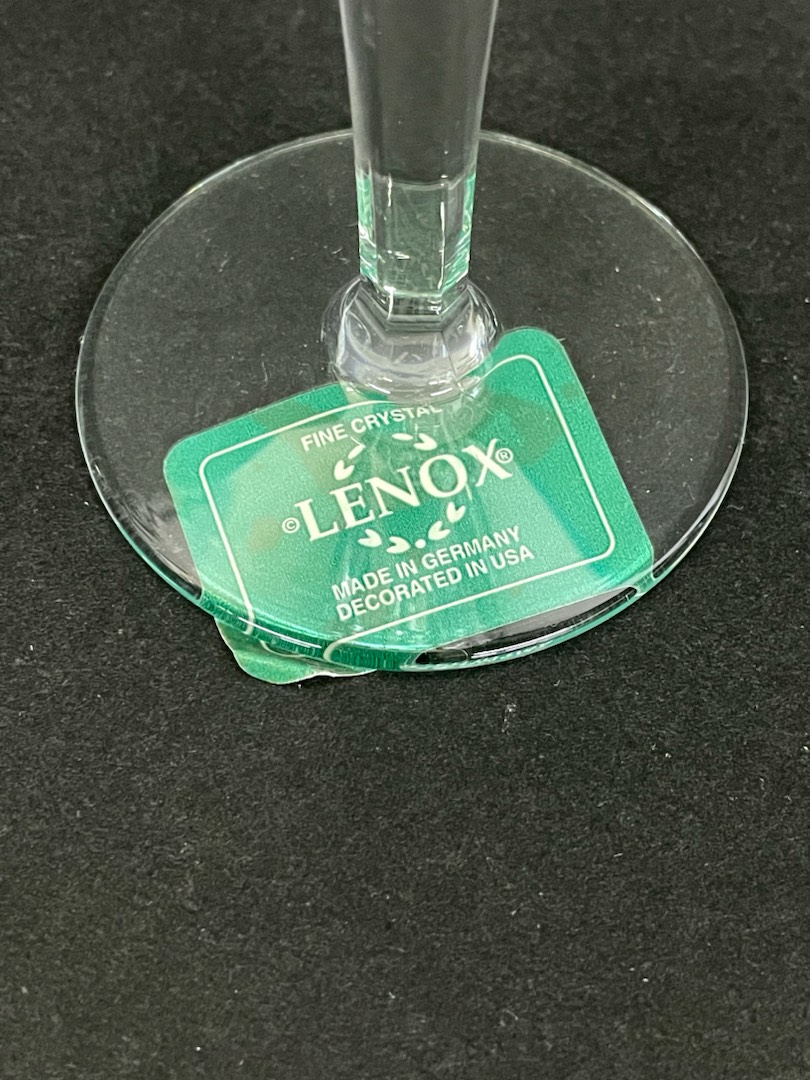 FINE CRYSTAL
©LENOX®
MADE IN GERMANY
DECORATED IN USA